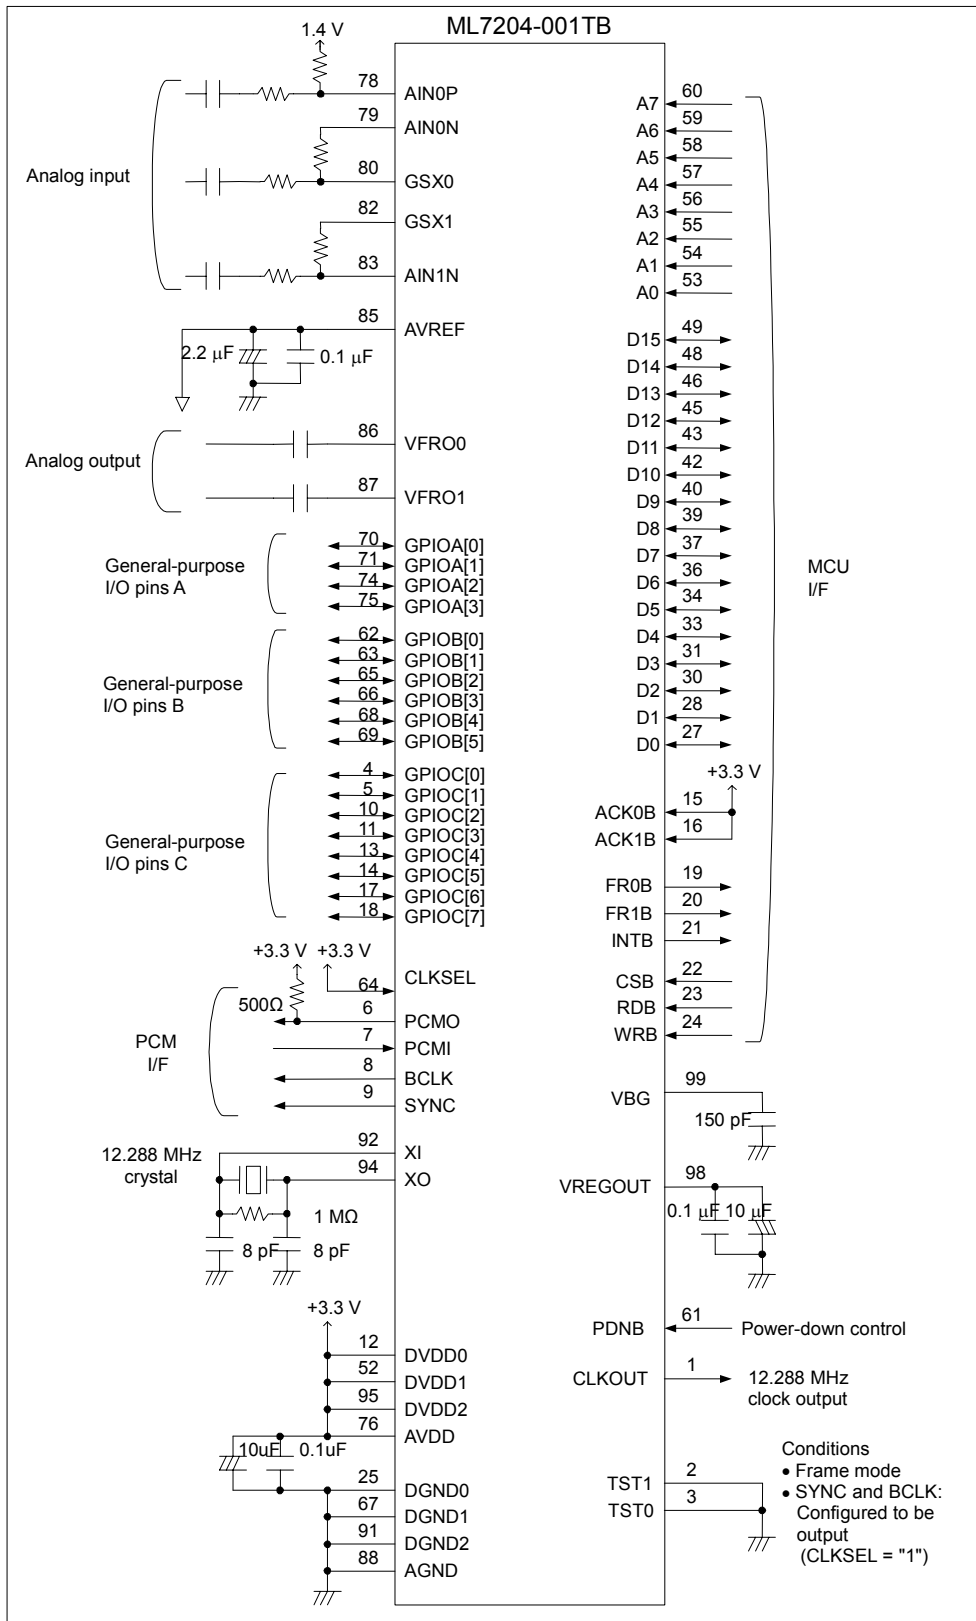 ML7204-001TB
1.4 V
78 AIN0P
79 AIN0N
Analog input
80 GSX0
82 GSX1
83 AIN1N
85 AVREF
2.2 μF 0.1 μF
86 VFRO0
Analog output
87 VFRO1
General-purpose
I/O pins A
70 GPIOA[0]
71 GPIOA[1]
74 GPIOA[2]
75 GPIOA[3]
General-purpose
I/O pins B
62 GPIOB[0]
63 GPIOB[1]
65 GPIOB[2]
66 GPIOB[3]
68 GPIOB[4]
69 GPIOB[5]
General-purpose
I/O pins C
4 GPIOC[0]
5 GPIOC[1]
10 GPIOC[2]
11 GPIOC[3]
13 GPIOC[4]
14 GPIOC[5]
17 GPIOC[6]
18 GPIOC[7]
+3.3 V +3.3 V
64 CLKSEL
500Ω
PCM
I/F
6 PCMO
7 PCMI
8 BCLK
9 SYNC
12.288 MHz
crystal
92 XI
94 XO
1 MΩ
8 pF 8 pF
+3.3 V
12 DVDD0
52 DVDD1
95 DVDD2
76 AVDD
10uF 0.1uF
25 DGND0
67 DGND1
91 DGND2
88 AGND
A7 60
A6 59
A5 58
A4 57
A3 56
A2 55
A1 54
A0 53
D15 49
D14 48
D13 46
D12 45
D11 43
D10 42
D9 40
D8 39
D7 37
D6 36
D5 34
D4 33
D3 31
D2 30
D1 28
D0 27
MCU
I/F
+3.3 V
ACK0B 15
ACK1B 16
FR0B 19
FR1B 20
INTB 21
CSB 22
RDB 23
WRB 24
VBG 99
150 pF
VREGOUT 98
0.1 μF 10 μF
PDNB 61 Power-down control
CLKOUT 1 12.288 MHz
clock output
TST1 2
TST0 3
Conditions
• Frame mode
• SYNC and BCLK:
Configured to be
output
(CLKSEL = "1")